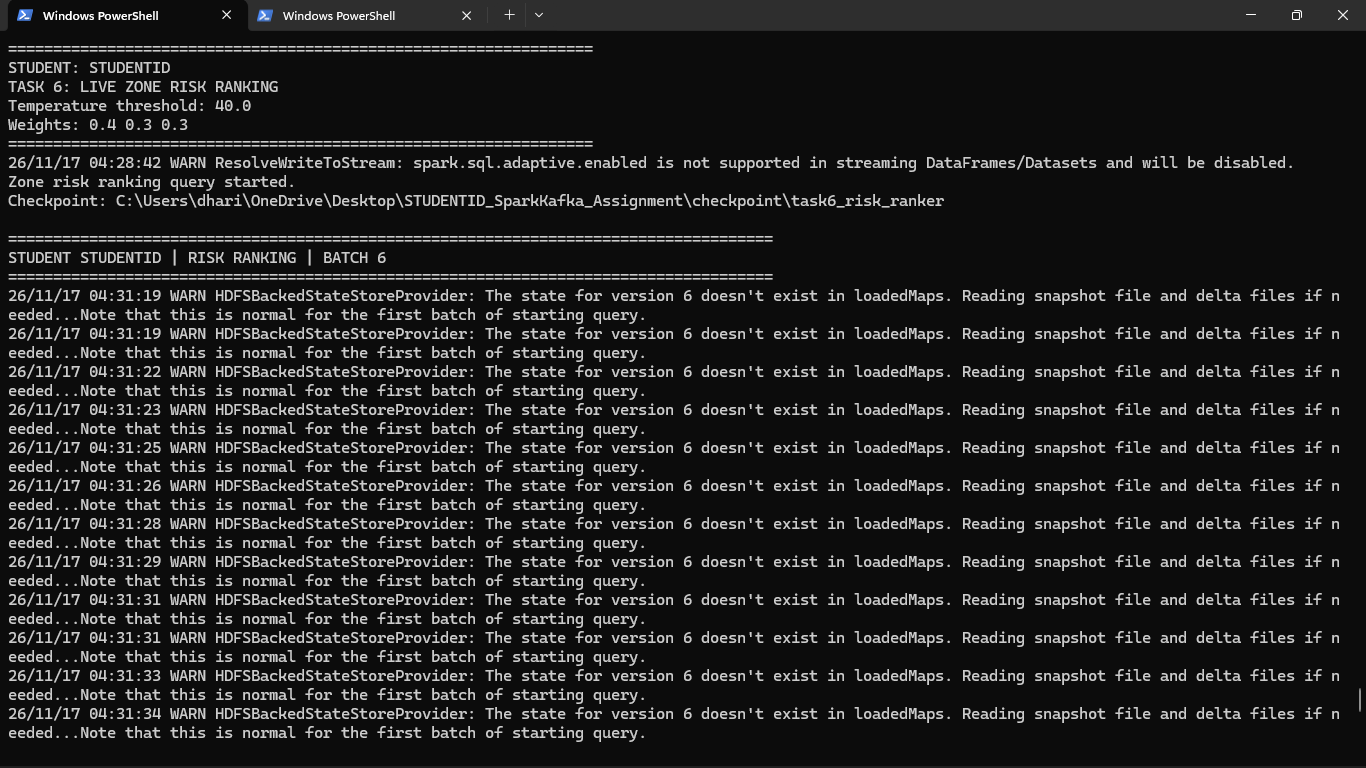 Windows PowerShell
Windows PowerShell
=================================================================
STUDENT: STUDENTID
TASK 6: LIVE ZONE RISK RANKING
Temperature threshold: 40.0
Weights: 0.4 0.3 0.3
=================================================================
26/11/17 04:28:42 WARN ResolveWriteToStream: spark.sql.adaptive.enabled is not supported in streaming DataFrames/Datasets and will be disabled.
Zone risk ranking query started.
Checkpoint: C:\Users\dhari\OneDrive\Desktop\STUDENTID_SparkKafka_Assignment\checkpoint\task6_risk_ranker
=====================================================================================
STUDENT STUDENTID | RISK RANKING | BATCH 6
=====================================================================================
26/11/17 04:31:19 WARN HDFSBackedStateStoreProvider: The state for version 6 doesn't exist in loadedMaps. Reading snapshot file and delta files if n
eeded...Note that this is normal for the first batch of starting query.
26/11/17 04:31:19 WARN HDFSBackedStateStoreProvider: The state for version 6 doesn't exist in loadedMaps. Reading snapshot file and delta files if n
eeded...Note that this is normal for the first batch of starting query.
26/11/17 04:31:22 WARN HDFSBackedStateStoreProvider: The state for version 6 doesn't exist in loadedMaps. Reading snapshot file and delta files if n
eeded...Note that this is normal for the first batch of starting query.
26/11/17 04:31:23 WARN HDFSBackedStateStoreProvider: The state for version 6 doesn't exist in loadedMaps. Reading snapshot file and delta files if n
eeded...Note that this is normal for the first batch of starting query.
26/11/17 04:31:25 WARN HDFSBackedStateStoreProvider: The state for version 6 doesn't exist in loadedMaps. Reading snapshot file and delta files if n
eeded...Note that this is normal for the first batch of starting query.
26/11/17 04:31:26 WARN HDFSBackedStateStoreProvider: The state for version 6 doesn't exist in loadedMaps. Reading snapshot file and delta files if n
eeded...Note that this is normal for the first batch of starting query.
26/11/17 04:31:28 WARN HDFSBackedStateStoreProvider: The state for version 6 doesn't exist in loadedMaps. Reading snapshot file and delta files if n
eeded...Note that this is normal for the first batch of starting query.
26/11/17 04:31:29 WARN HDFSBackedStateStoreProvider: The state for version 6 doesn't exist in loadedMaps. Reading snapshot file and delta files if n
eeded...Note that this is normal for the first batch of starting query.
26/11/17 04:31:31 WARN HDFSBackedStateStoreProvider: The state for version 6 doesn't exist in loadedMaps. Reading snapshot file and delta files if n
eeded...Note that this is normal for the first batch of starting query.
26/11/17 04:31:31 WARN HDFSBackedStateStoreProvider: The state for version 6 doesn't exist in loadedMaps. Reading snapshot file and delta files if n
eeded...Note that this is normal for the first batch of starting query.
26/11/17 04:31:33 WARN HDFSBackedStateStoreProvider: The state for version 6 doesn't exist in loadedMaps. Reading snapshot file and delta files if n
eeded...Note that this is normal for the first batch of starting query.
26/11/17 04:31:34 WARN HDFSBackedStateStoreProvider: The state for version 6 doesn't exist in loadedMaps. Reading snapshot file and delta files if n
eeded...Note that this is normal for the first batch of starting query.